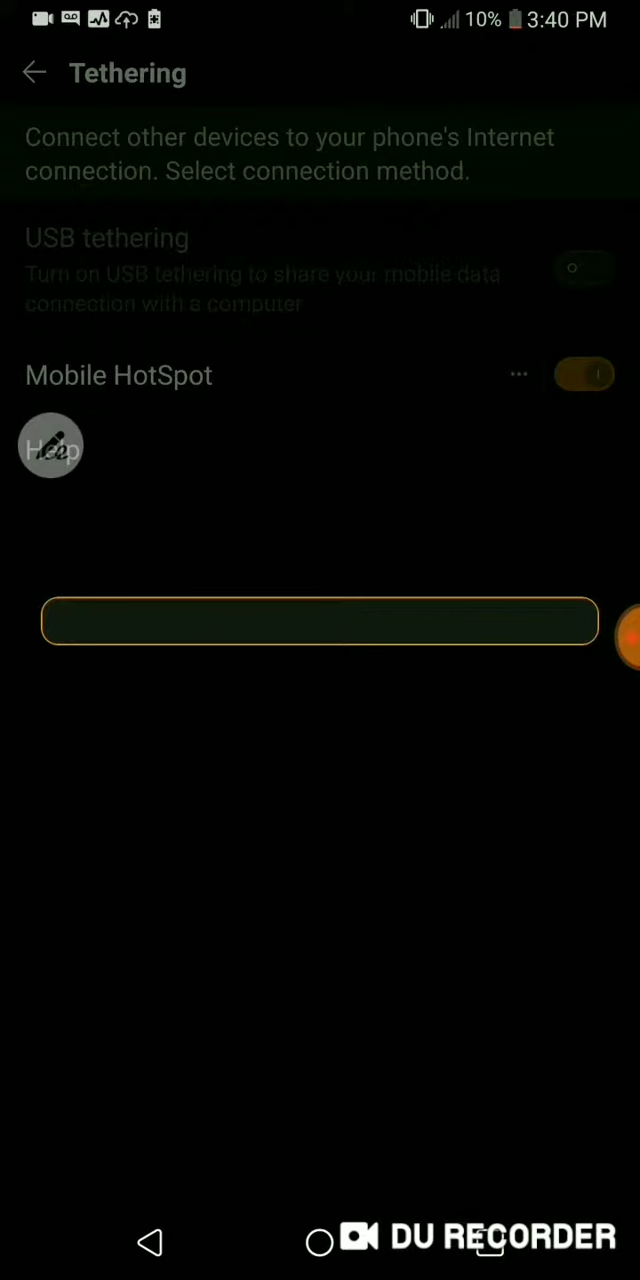 10% 3:40 PM
Tethering
Connect other devices to your phone's Internet
connection. Select connection method.
USB tethering
Turn on USB tethering to share your mobile data
connection with a computer
Mobile HotSpot
Help
DU RECORDER